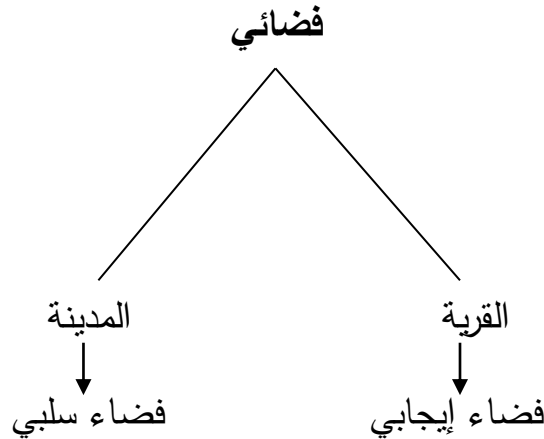 فضائي
القرية
المدينة
فضاء إيجابي
فضاء سلبي